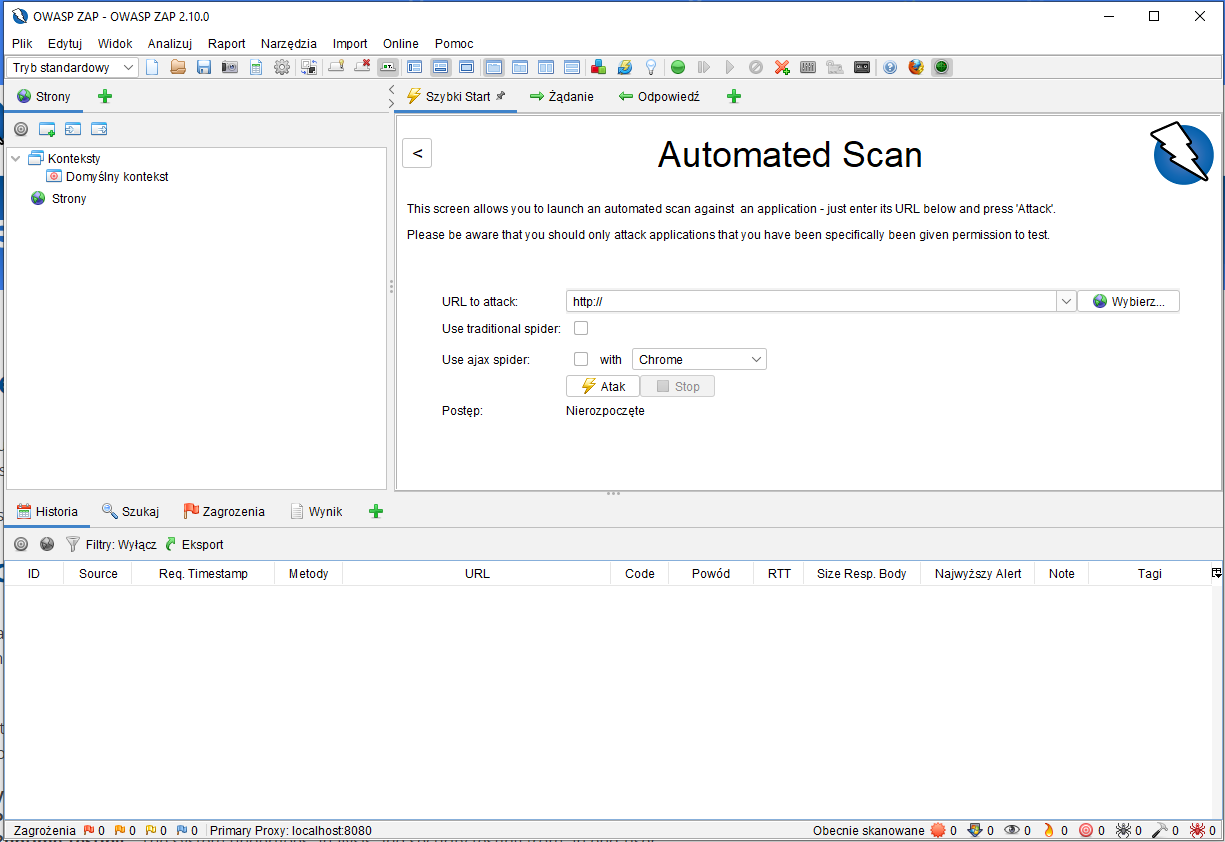 OWASP ZAP - OWASP ZAP 2.10.0
Plik Edytuj Widok Analizuj Raport Narzędzia Import Online Pomoc
Tryb standardowy
Strony
Szybki Start Żądanie Odpowiedź
Konteksty
Domyślny kontekst
Strony
<
Automated Scan
This screen allows you to launch an automated scan against an application - just enter its URL below and press 'Attack'.
Please be aware that you should only attack applications that you have been specifically been given permission to test.
URL to attack: http:// Wybierz...
Use traditional spider:
Use ajax spider: with Chrome
Atak Stop
Postęp: Nierozpoczęte
Historia Szukaj Zagrozenia Wynik
Filtry: Wyłącz Eksport
ID Source Req. Timestamp Metody URL Code Powód RTT Size Resp. Body Najwyższy Alert Note Tagi
Zagrożenia 0 0 0 0 Primary Proxy: localhost:8080 Obecnie skanowane 0 0 0 0 0 0 0 0